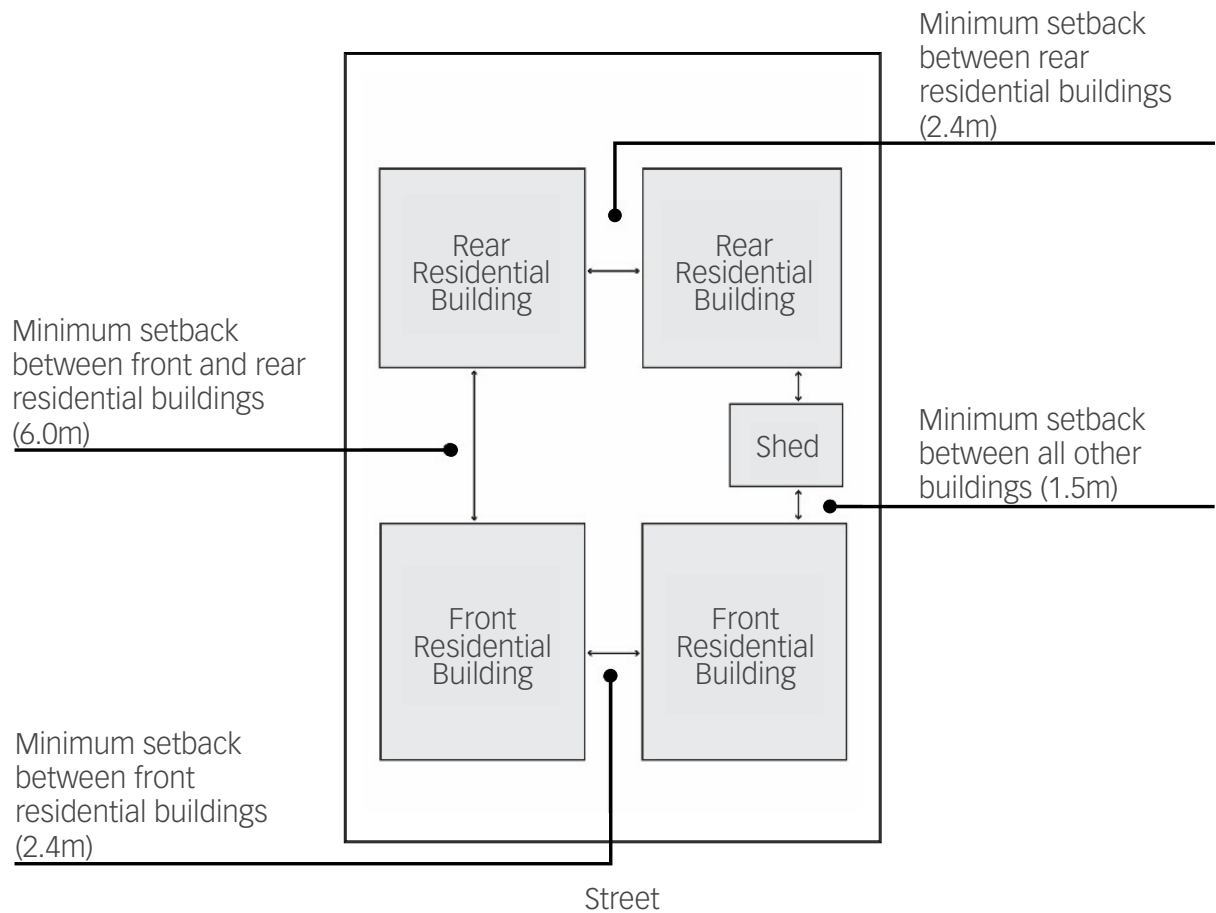 Minimum setback
between rear
residential buildings
(2.4m)
Rear
Residential
Building
Rear
Residential
Building
Minimum setback
between front and rear
residential buildings
(6.0m)
Shed
Minimum setback
between all other
buildings (1.5m)
Front
Residential
Building
Front
Residential
Building
Minimum setback
between front
residential buildings
(2.4m)
Street